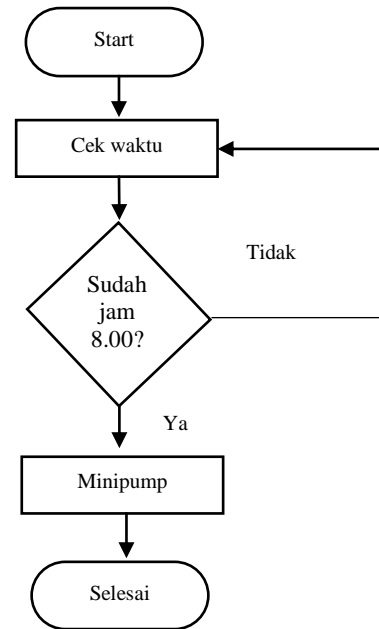 Start
Cek waktu
Tidak
Sudah
jam
8.00?
Ya
Minipump
Selesai